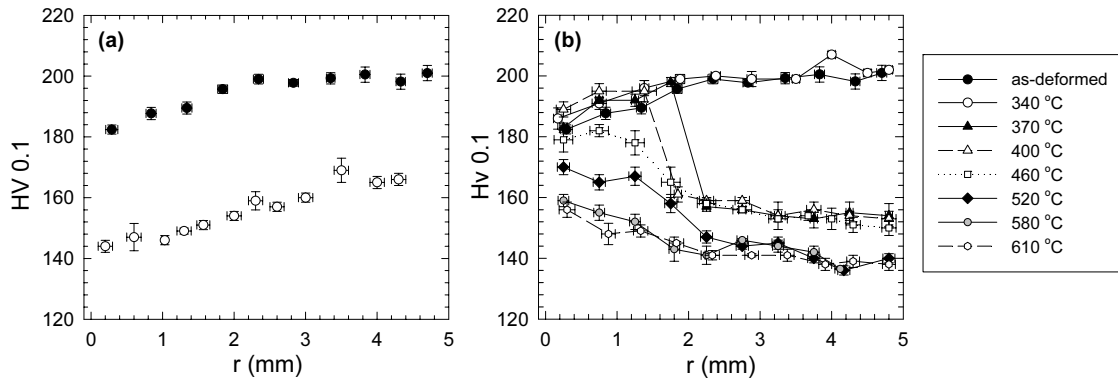 (a)
HV 0.1
200
180
160
140
120
0 1 2 3 4 5
r (mm)
(b)
Hv 0.1
200
180
160
140
120
0 1 2 3 4 5
r (mm)
as-deformed
340 °C
370 °C
400 °C
460 °C
520 °C
580 °C
610 °C